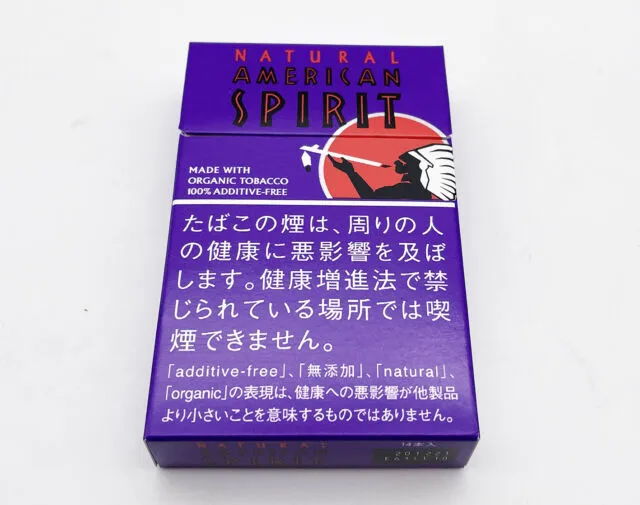 NATURAL
AMERICAN
SPIRIT
MADE WITH
ORGANIC TOBACCO
100% ADDITIVE-FREE
たばこの煙は、周りの人
の健康に悪影響を及ぼ
します。健康増進法で禁
じられている場所では喫
煙できません。
「additive-free」、「無添加」、「natural」、
「organic」の表現は、健康への悪影響が他製品
より小さいことを意味するものではありません。
NATURAL
AMERICAN
SPIRIT
14本入